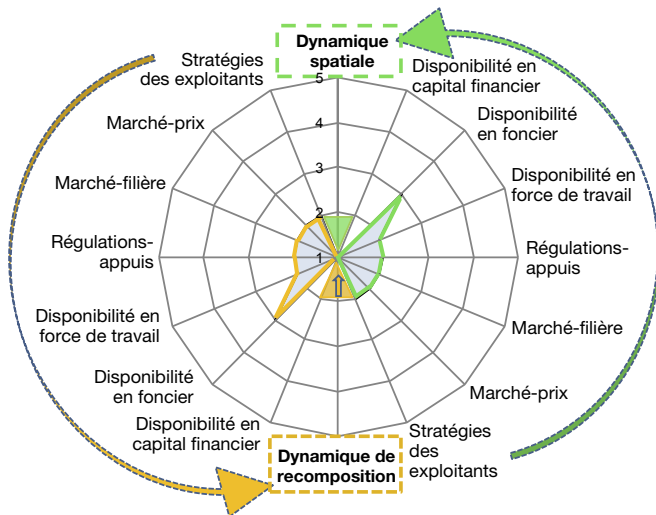 Dynamique
spatiale
Stratégies
des exploitants
Disponibilité en
capital financier
Marché-prix
Disponibilité
en foncier
Marché-filière
Disponibilité en
force de travail
Régulations-
appuis
Régulations-
appuis
Disponibilité en
force de travail
Marché-filière
Disponibilité
en foncier
Marché-prix
Disponibilité en
capital financier
Stratégies
des
exploitants
Dynamique de
recomposition
5
4
3
2
1